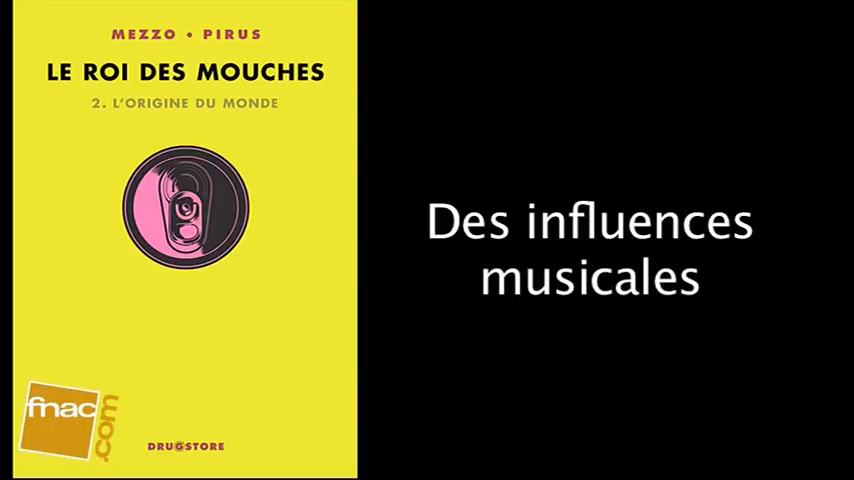 MEZZO • PIRUS
LE ROI DES MOUCHES
2. L'ORIGINE DU MONDE
Des influences
musicales
fnac
.com
DRUGSTORE